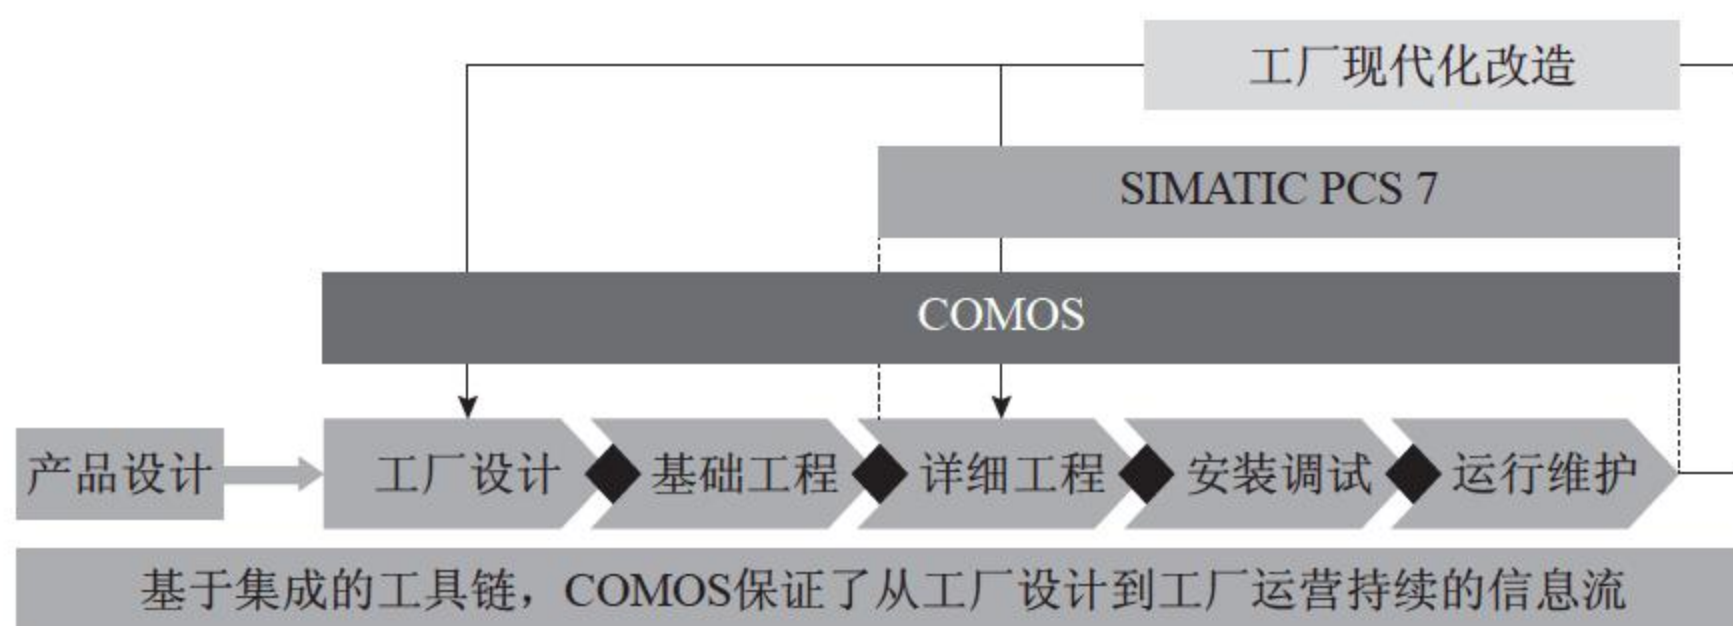 工厂现代化改造
SIMATIC PCS 7
COMOS
产品设计
工厂设计
基础工程
详细工程
安装调试
运行维护
基于集成的工具链，COMOS保证了从工厂设计到工厂运营持续的信息流